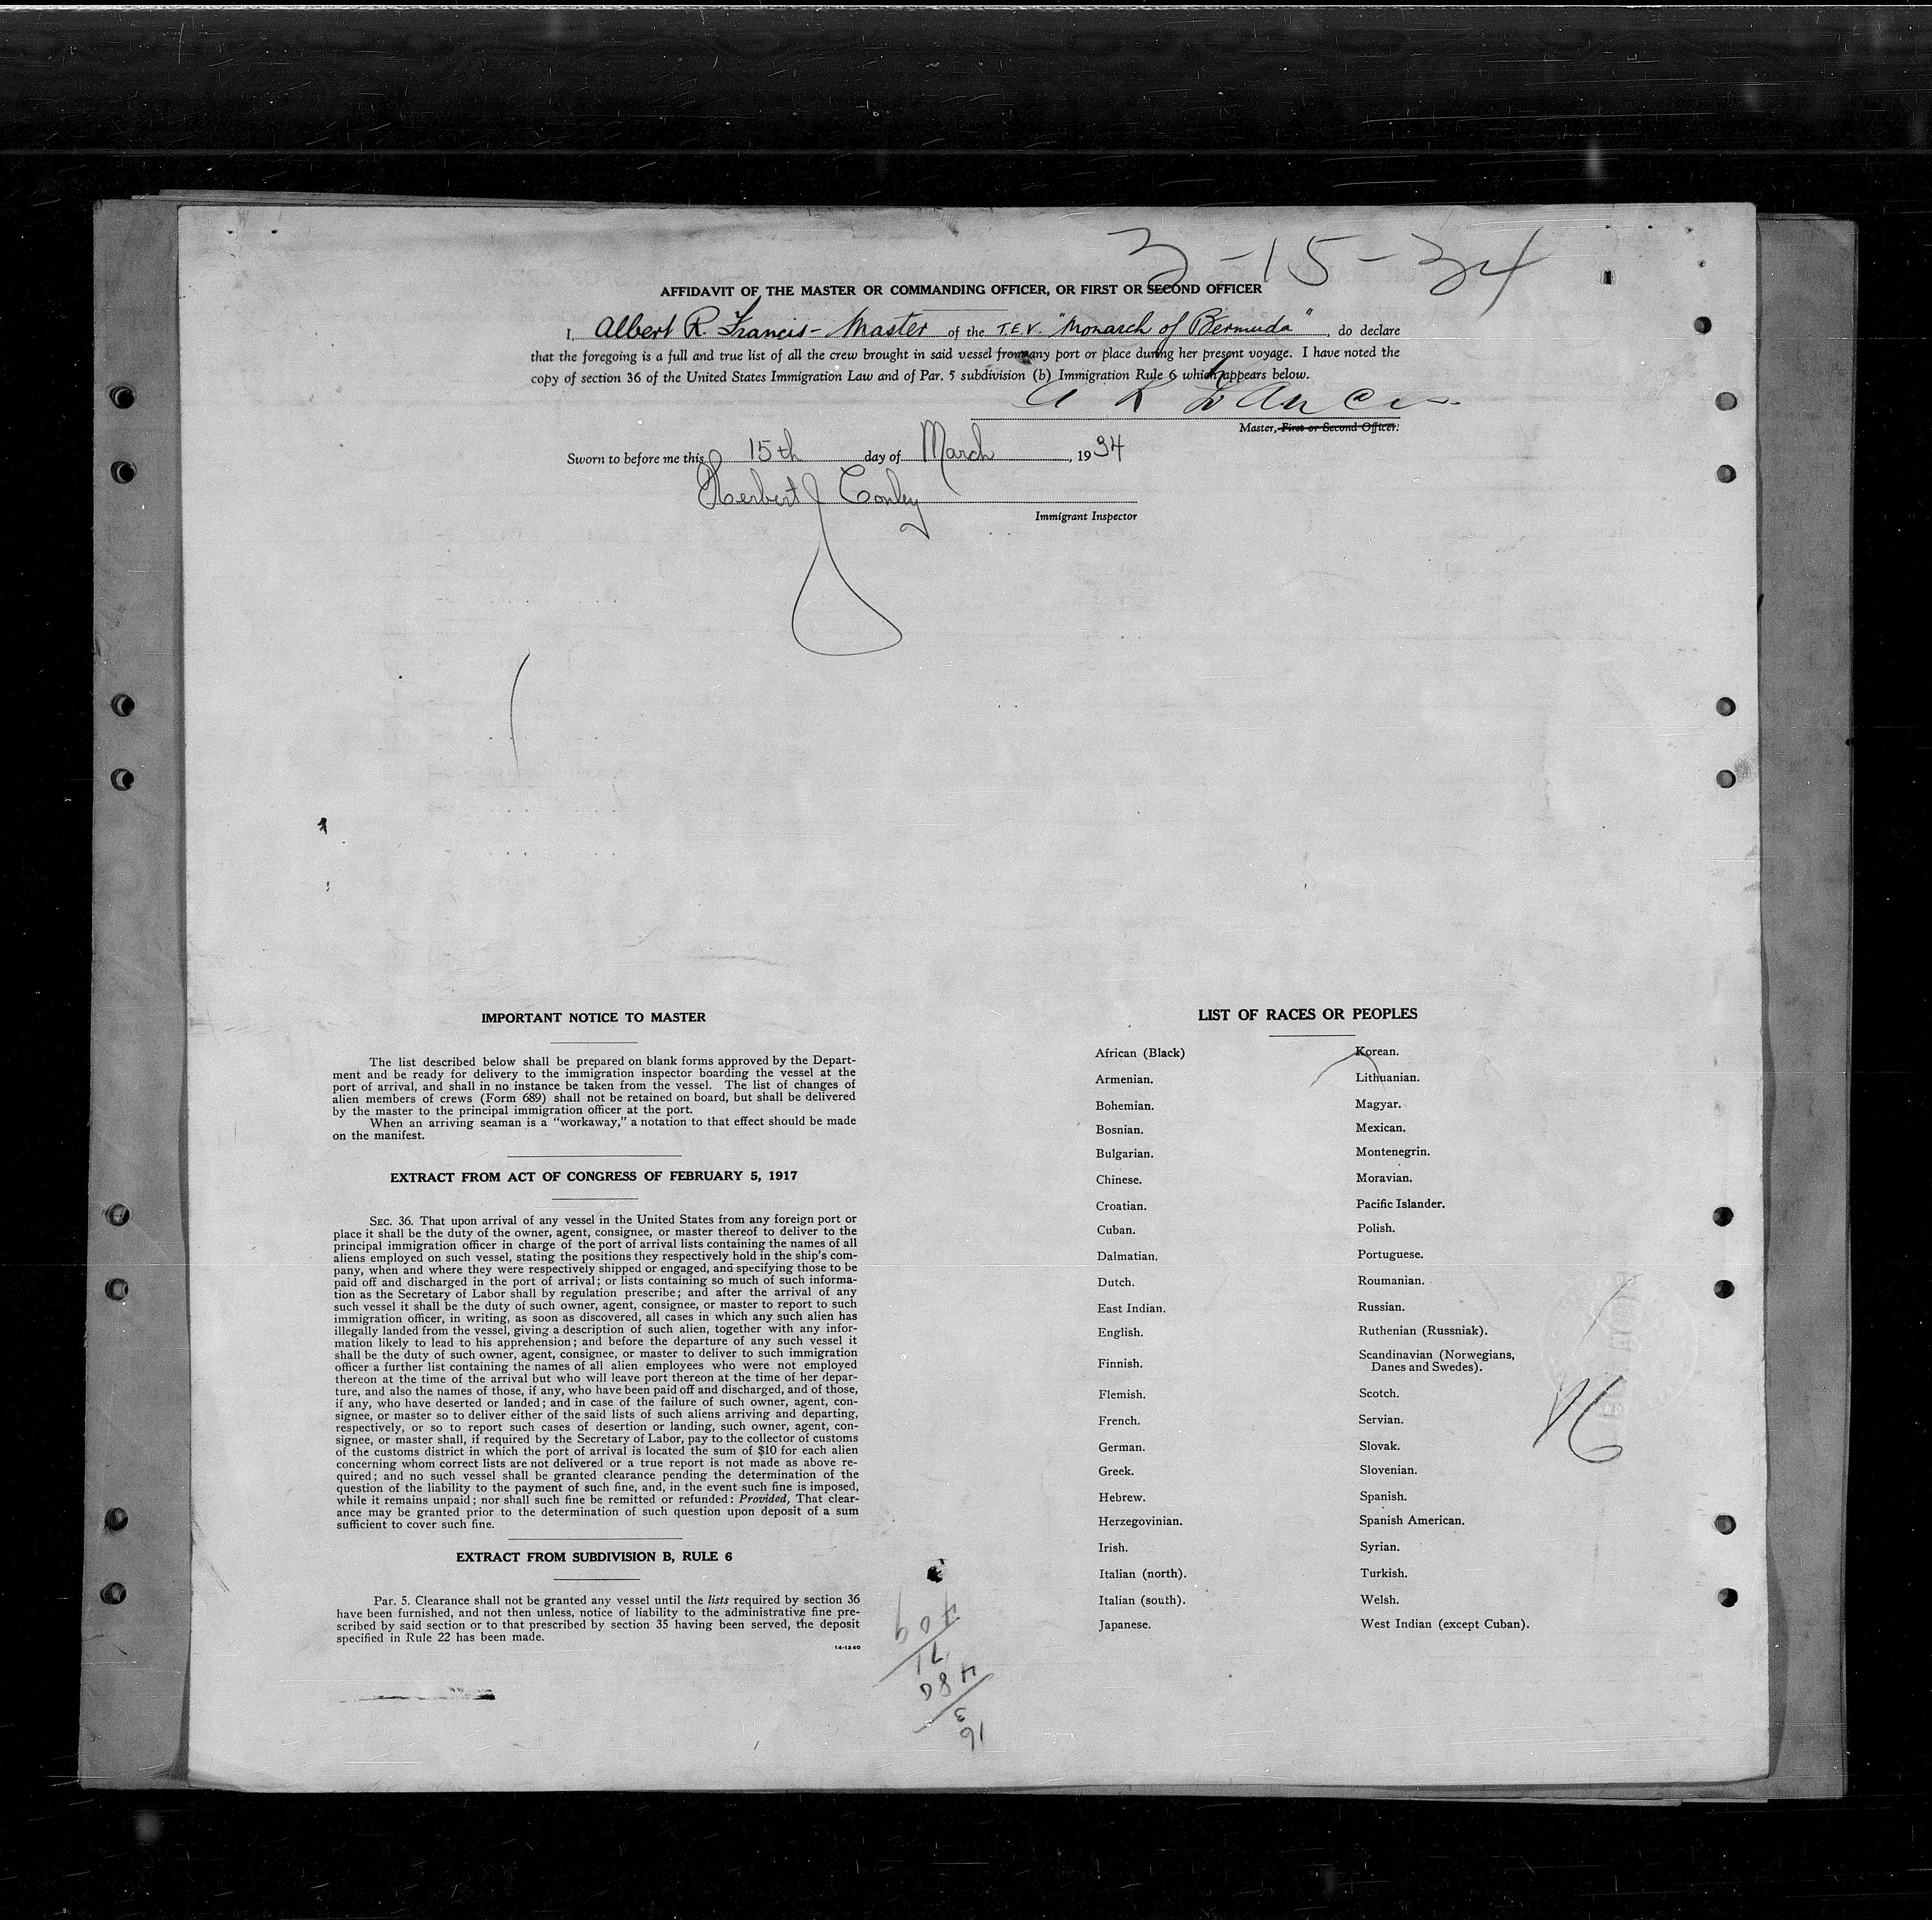 3-15-34
AFFIDAVIT OF THE MASTER OR COMMANDING OFFICER, OR FIRST OR SECOND OFFICER
I, Albert R. Francis - Master of the T.E.V. "Monarch of Bermuda", do declare
that the foregoing is a full and true list of all the crew brought in said vessel from any port or place during her present voyage. I have noted the
copy of section 36 of the United States Immigration Law and of Par. 5 subdivision (b) Immigration Rule 6 which appears below.
A R Francis
Master, First or Second Officer.
Sworn to before me this 15th day of March, 1934
Herbert J Conley
Immigrant Inspector
IMPORTANT NOTICE TO MASTER
The list described below shall be prepared on blank forms approved by the Depart-
ment and be ready for delivery to the immigration inspector boarding the vessel at the
port of arrival, and shall in no instance be taken from the vessel. The list of changes of
alien members of crews (Form 689) shall not be retained on board, but shall be delivered
by the master to the principal immigration officer at the port.
When an arriving seaman is a "workaway," a notation to that effect should be made
on the manifest.
EXTRACT FROM ACT OF CONGRESS OF FEBRUARY 5, 1917
SEC. 36. That upon arrival of any vessel in the United States from any foreign port or
place it shall be the duty of the owner, agent, consignee, or master thereof to deliver to the
principal immigration officer in charge of the port of arrival lists containing the names of all
aliens employed on such vessel, stating the positions they respectively hold in the ship's com-
pany, when and where they were respectively shipped or engaged, and specifying those to be
paid off and discharged in the port of arrival; or lists containing so much of such informa-
tion as the Secretary of Labor shall by regulation prescribe; and after the arrival of any
such vessel it shall be the duty of such owner, agent, consignee, or master to report to such
immigration officer, in writing, as soon as discovered, all cases in which any such alien has
illegally landed from the vessel, giving a description of such alien, together with any infor-
mation likely to lead to his apprehension; and before the departure of any such vessel it
shall be the duty of such owner, agent, consignee, or master to deliver to such immigration
officer a further list containing the names of all alien employees who were not employed
thereon at the time of the arrival but who will leave port thereon at the time of her depar-
ture, and also the names of those, if any, who have been paid off and discharged, and of those,
if any, who have deserted or landed; and in case of the failure of such owner, agent, con-
signee, or master so to deliver either of the said lists of such aliens arriving and departing,
respectively, or so to report such cases of desertion or landing, such owner, agent, con-
signee, or master shall, if required by the Secretary of Labor, pay to the collector of customs
of the customs district in which the port of arrival is located the sum of $10 for each alien
concerning whom correct lists are not delivered or a true report is not made as above re-
quired; and no such vessel shall be granted clearance pending the determination of the
question of the liability to the payment of such fine, and, in the event such fine is imposed,
while it remains unpaid; nor shall such fine be remitted or refunded: Provided, That clear-
ance may be granted prior to the determination of such question upon deposit of a sum
sufficient to cover such fine.
EXTRACT FROM SUBDIVISION B, RULE 6
Par. 5. Clearance shall not be granted any vessel until the lists required by section 36
have been furnished, and not then unless, notice of liability to the administrative fine pre-
scribed by said section or to that prescribed by section 35 having been served, the deposit
specified in Rule 22 has been made.
14-1240
LIST OF RACES OR PEOPLES
African (Black)
Armenian.
Bohemian.
Bosnian.
Bulgarian.
Chinese.
Croatian.
Cuban.
Dalmatian.
Dutch.
East Indian.
English.
Finnish.
Flemish.
French.
German.
Greek.
Hebrew.
Herzegovinian.
Irish.
Italian (north).
Italian (south).
Japanese.
Korean.
Lithuanian.
Magyar.
Mexican.
Montenegrin.
Moravian.
Pacific Islander.
Polish.
Portuguese.
Roumanian.
Russian.
Ruthenian (Russniak).
Scandinavian (Norwegians,
Danes and Swedes).
Scotch.
Servian.
Slovak.
Slovenian.
Spanish.
Spanish American.
Syrian.
Turkish.
Welsh.
West Indian (except Cuban).
16
409
71
480
3
16